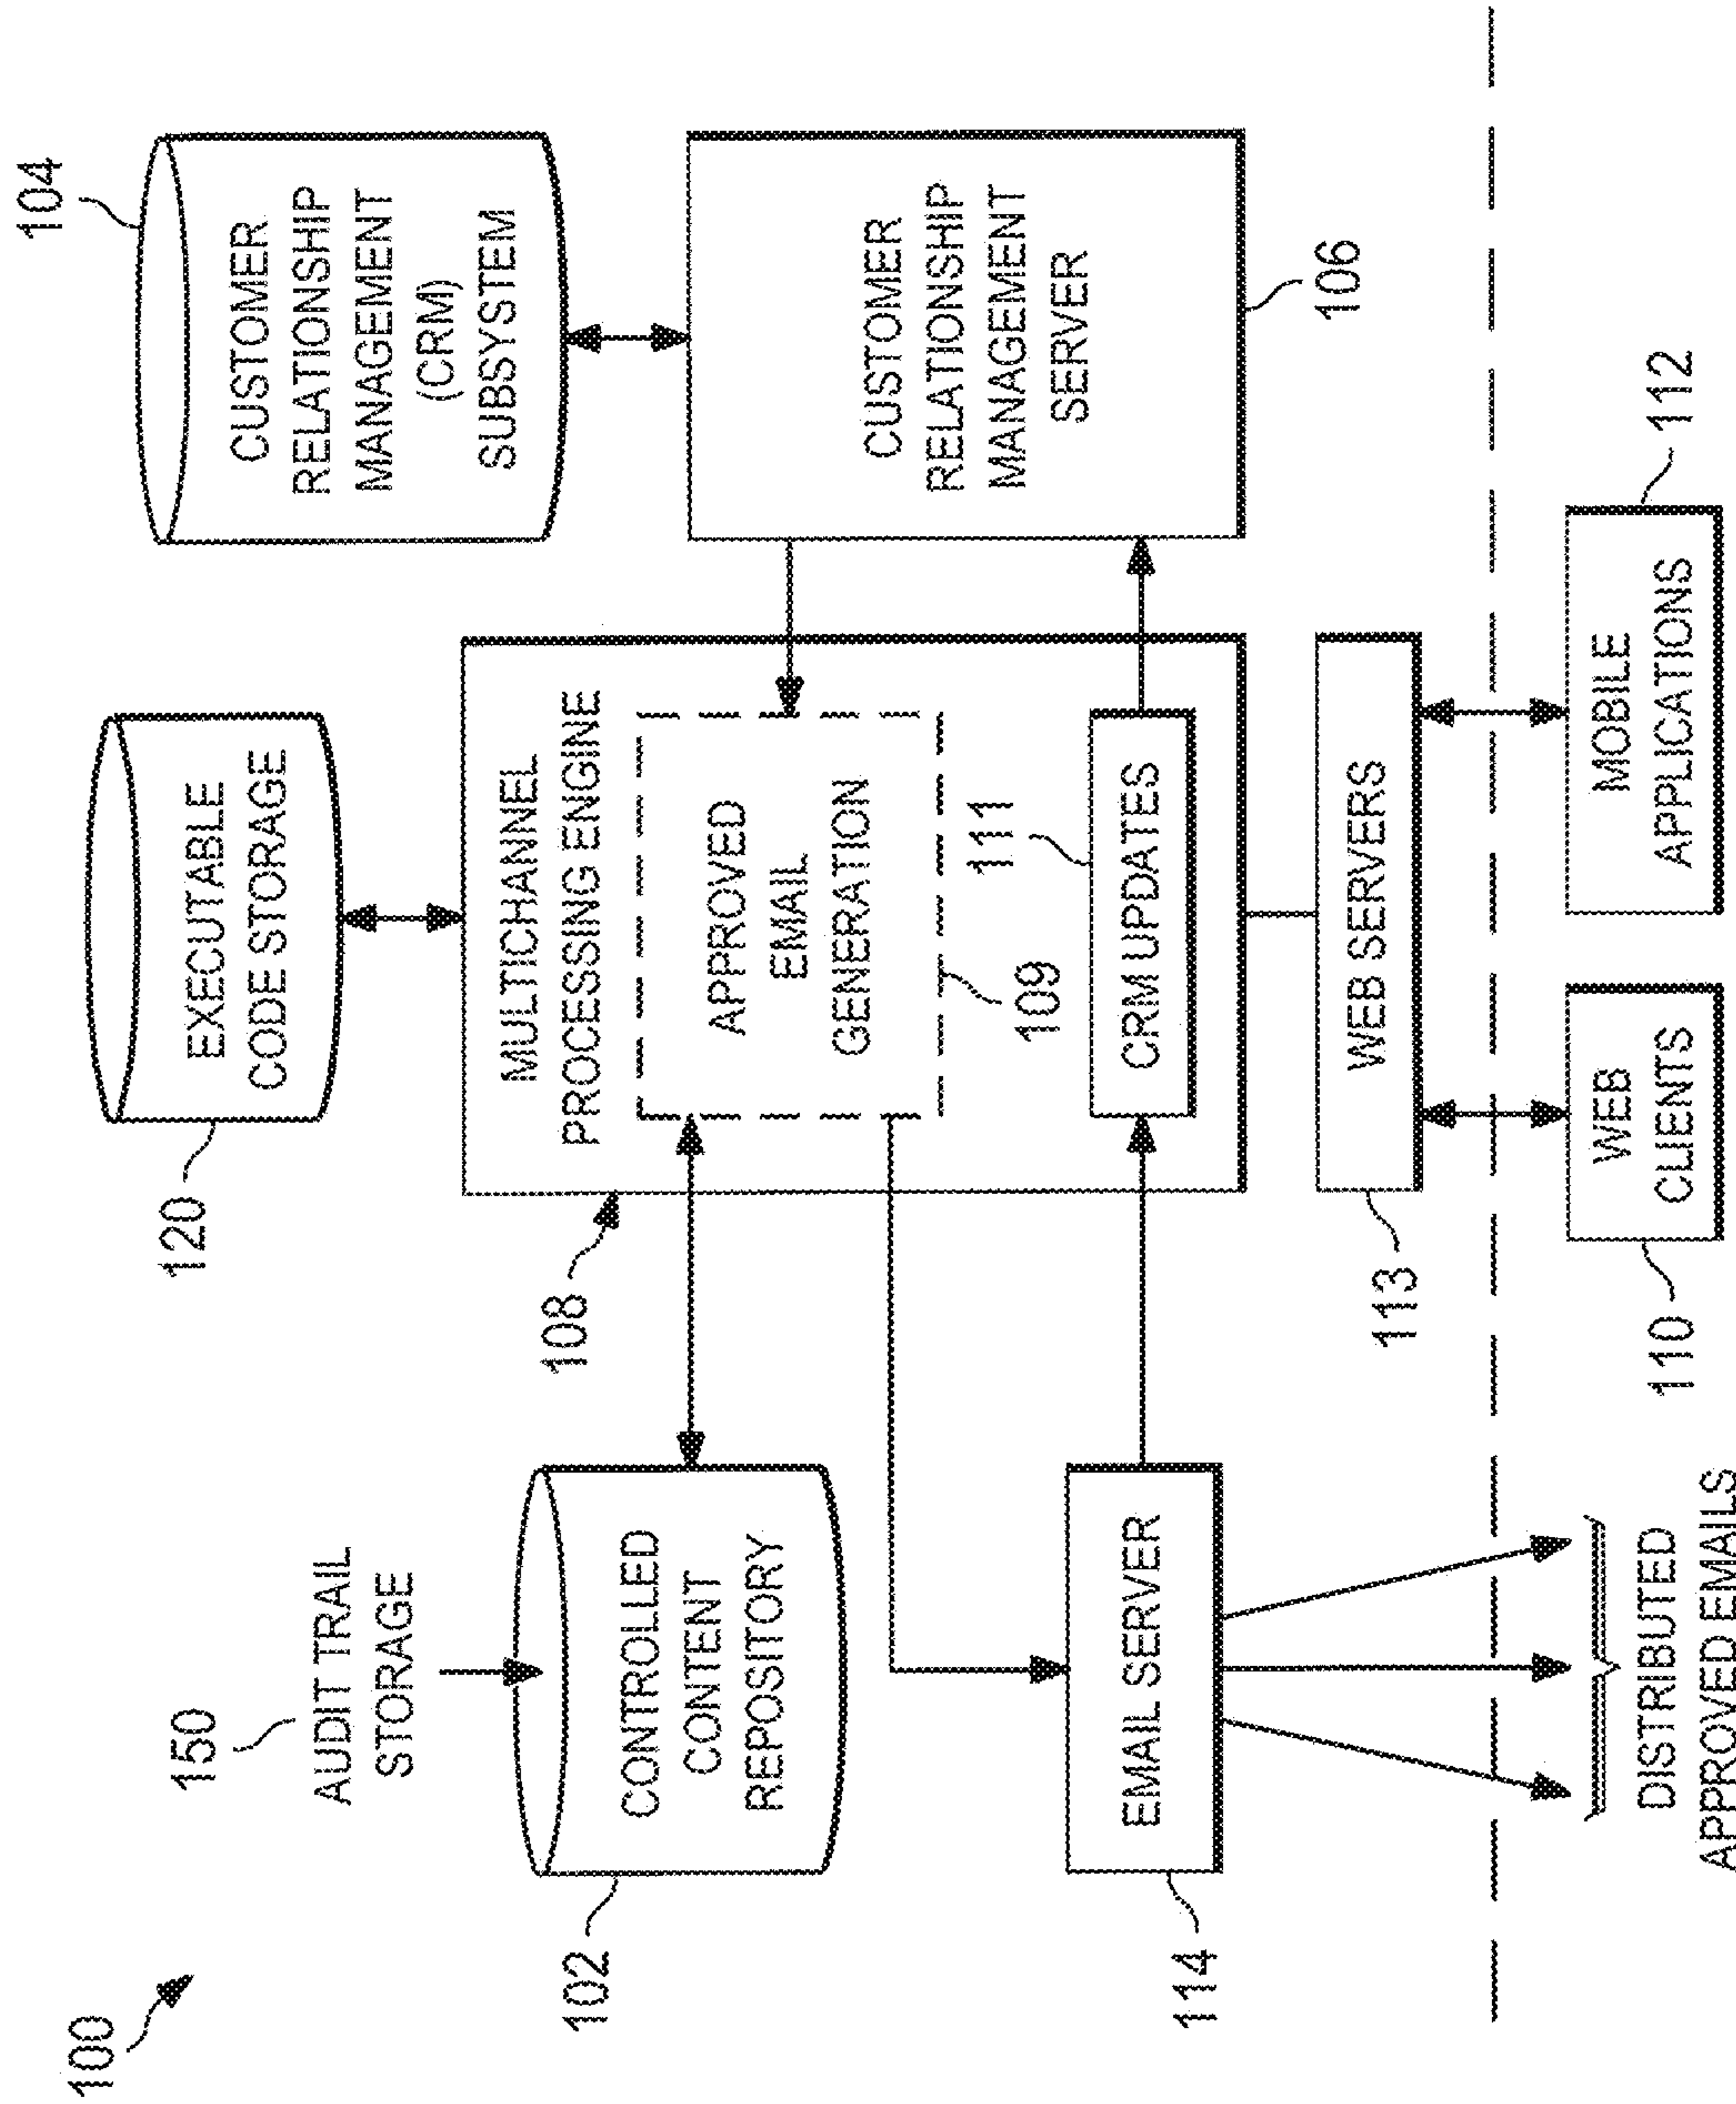 100
150
AUDIT TRAIL
STORAGE
CONTROLLED
CONTENT
REPOSITORY
102
EMAIL SERVER
114
DISTRIBUTED
APPROVED EMAILS
120
EXECUTABLE
CODE STORAGE
108
MULTICHANNEL
PROCESSING ENGINE
APPROVED
EMAIL
GENERATION
109
111
CRM UPDATES
WEB SERVERS
113
WEB
CLIENTS
110
MOBILE
APPLICATIONS
112
104
CUSTOMER
RELATIONSHIP
MANAGEMENT
(CRM)
SUBSYSTEM
CUSTOMER
RELATIONSHIP
MANAGEMENT
SERVER
106